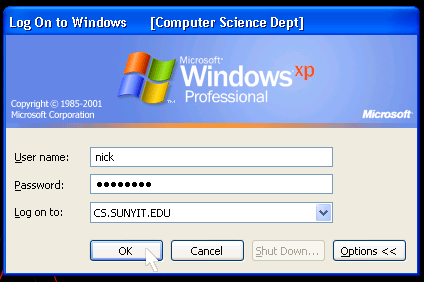 Log On to Windows [Computer Science Dept]
Microsoft®
Windows xp
Professional
Copyright © 1985-2001
Microsoft Corporation
Microsoft
User name: nick
Password: ••••••••
Log on to: CS.SUNYIT.EDU
OK Cancel Shut Down... Options <<